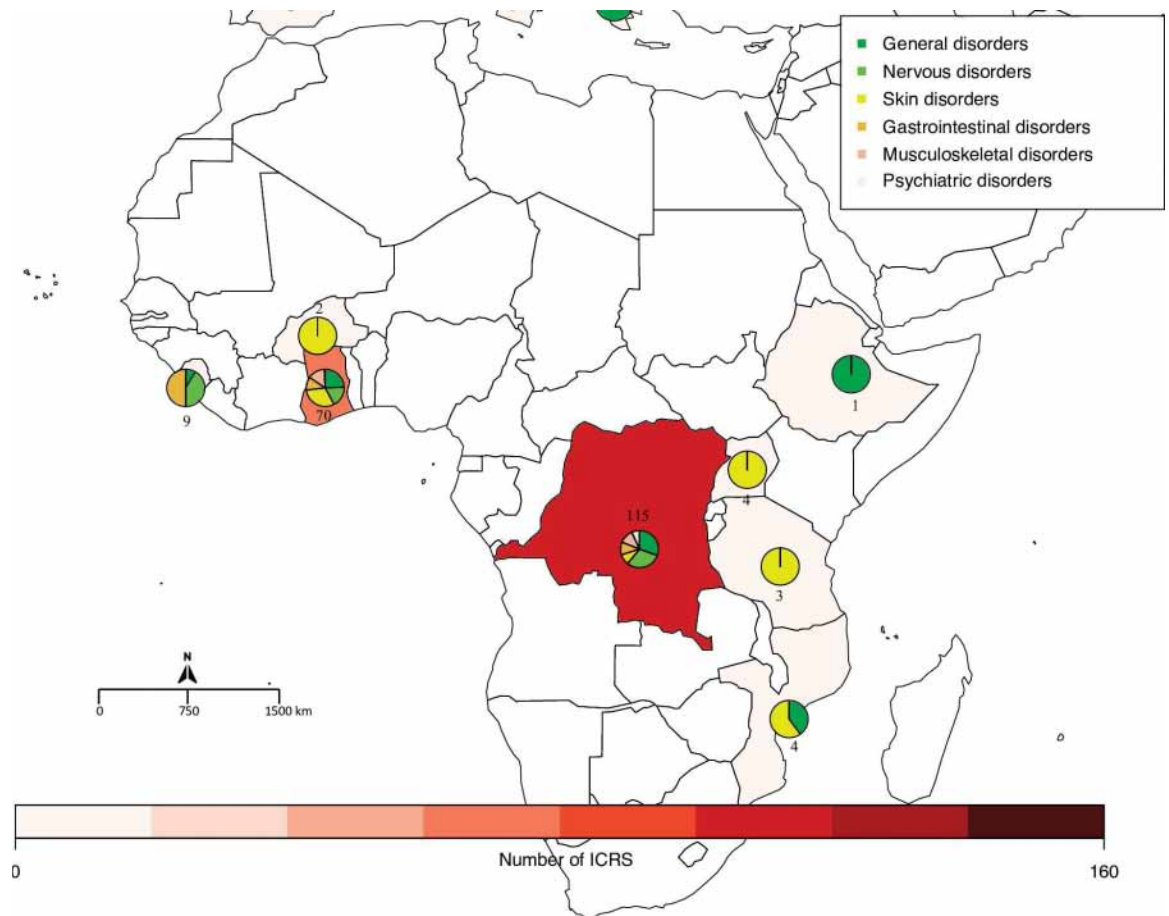 General disorders
Nervous disorders
Skin disorders
Gastrointestinal disorders
Musculoskeletal disorders
Psychiatric disorders
2
9
70
1
4
115
3
4
N
0 750 1500 km
Number of ICRS
0 160